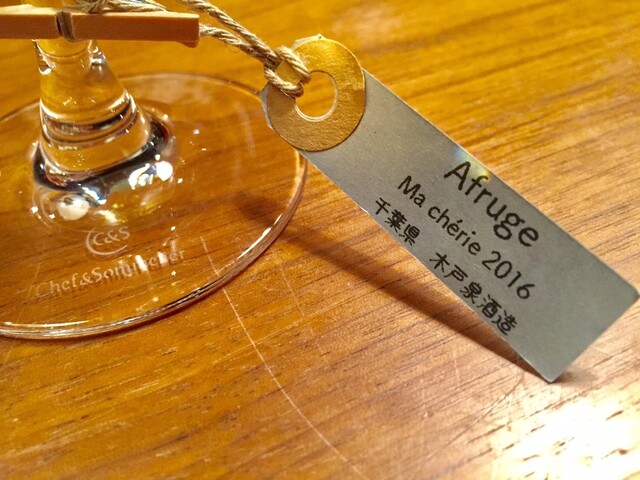 C&S
Chef&Sommelier
Afruge
Ma chérie 2016
千葉県 木戸泉酒造